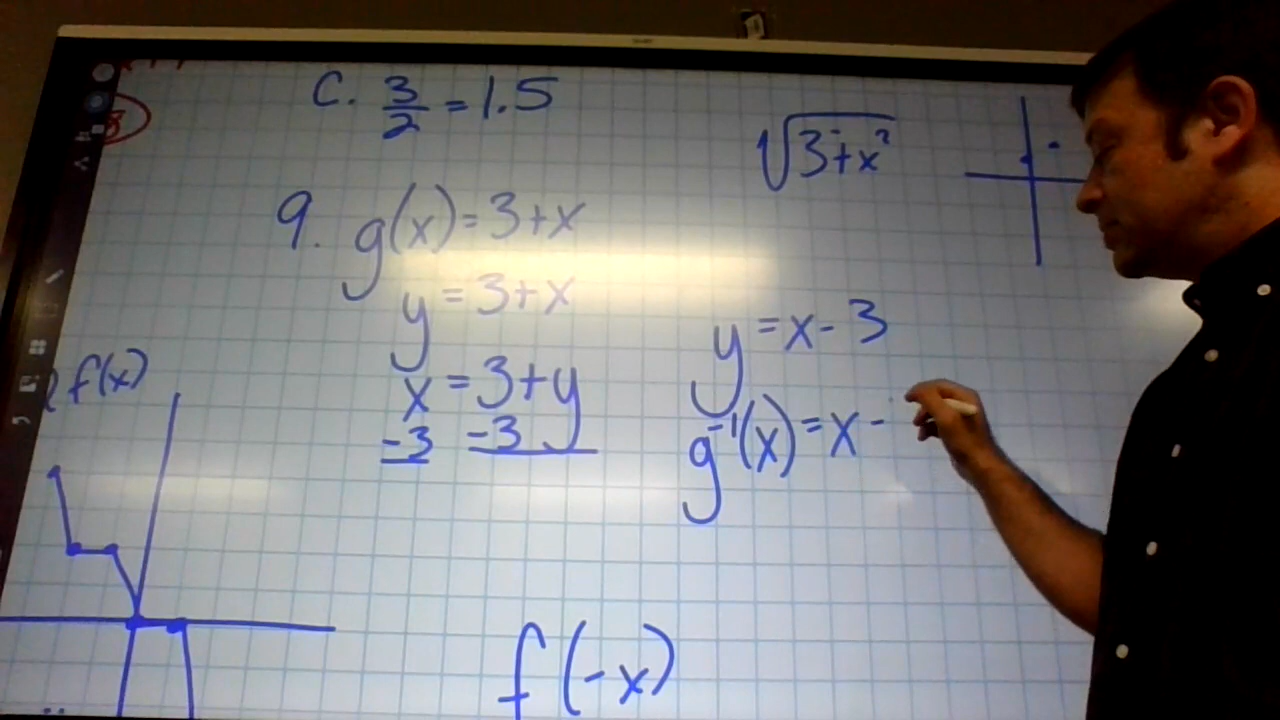 C. 3/2 = 1.5
√3+x²
9. g(x) = 3+x
y = 3+x
x = 3+y
-3 -3
y = x - 3
g⁻¹(x) = x -
f(x)
f(-x)